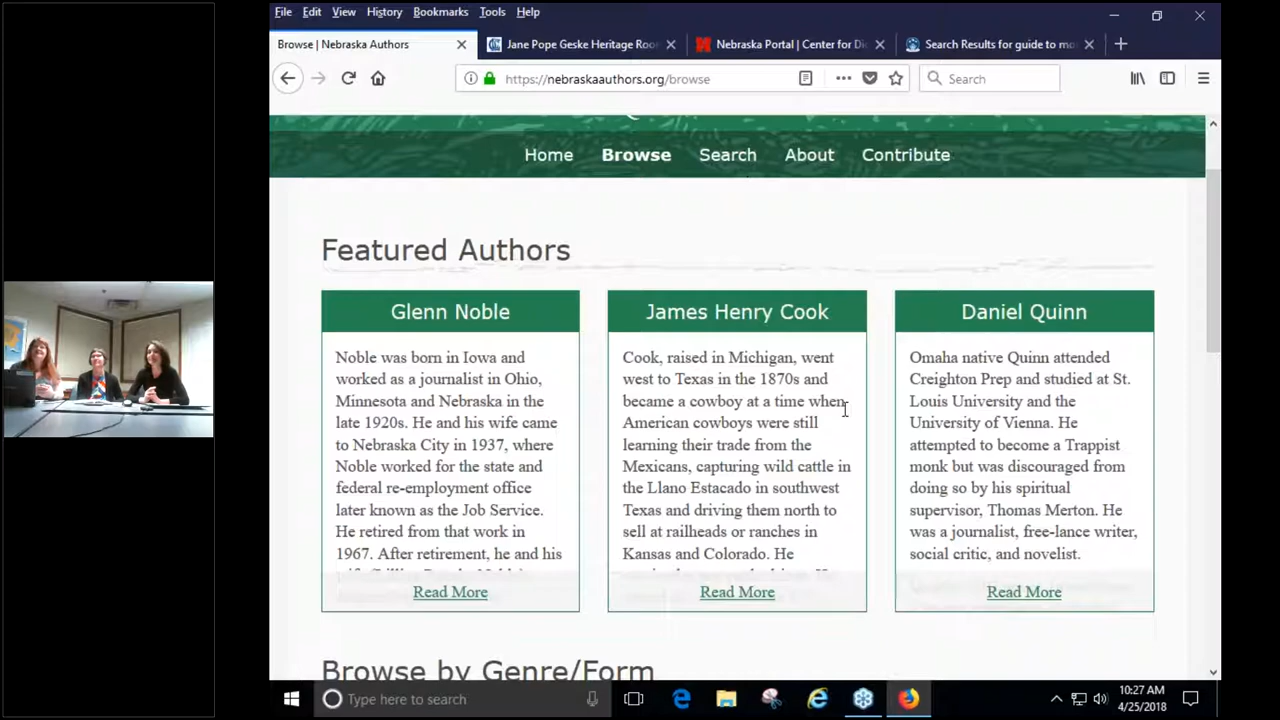 File Edit View History Bookmarks Tools Help
Browse | Nebraska Authors
Jane Pope Geske Heritage Roo
Nebraska Portal | Center for Di
Search Results for guide to mo
https://nebraskaauthors.org/browse
Search
Home Browse Search About Contribute
Featured Authors
Glenn Noble
Noble was born in Iowa and
worked as a journalist in Ohio,
Minnesota and Nebraska in the
late 1920s. He and his wife came
to Nebraska City in 1937, where
Noble worked for the state and
federal re-employment office
later known as the Job Service.
He retired from that work in
1967. After retirement, he and his
Read More
James Henry Cook
Cook, raised in Michigan, went
west to Texas in the 1870s and
became a cowboy at a time when
American cowboys were still
learning their trade from the
Mexicans, capturing wild cattle in
the Llano Estacado in southwest
Texas and driving them north to
sell at railheads or ranches in
Kansas and Colorado. He
Read More
Daniel Quinn
Omaha native Quinn attended
Creighton Prep and studied at St.
Louis University and the
University of Vienna. He
attempted to become a Trappist
monk but was discouraged from
doing so by his spiritual
supervisor, Thomas Merton. He
was a journalist, free-lance writer,
social critic, and novelist.
Read More
Browse by Genre/Form
Type here to search
10:27 AM
4/25/2018